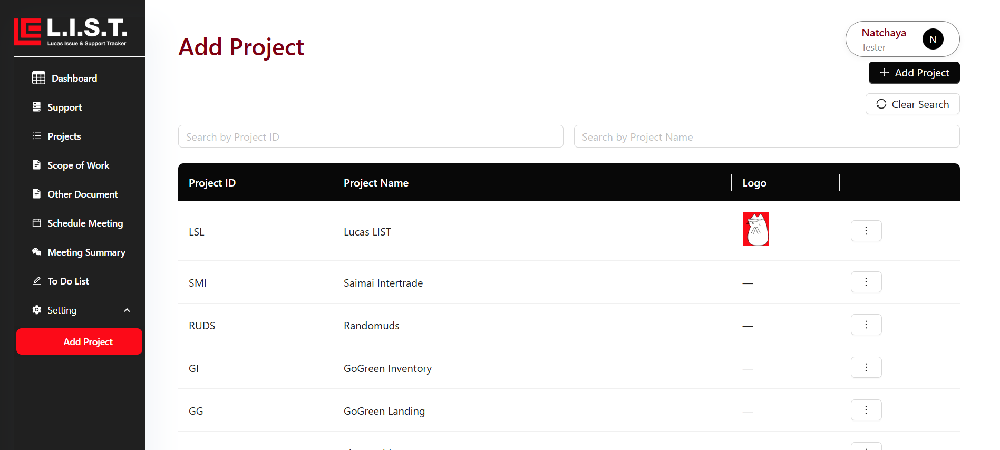 L.I.S.T.
Lucas Issue & Support Tracker
Dashboard
Support
Projects
Scope of Work
Other Document
Schedule Meeting
Meeting Summary
To Do List
Setting
Add Project
Add Project
Natchaya
Tester
N
Add Project
Clear Search
Search by Project ID
Search by Project Name
Project ID Project Name Logo
LSL Lucas LIST
SMI Saimai Intertrade —
RUDS Randomuds —
GI GoGreen Inventory —
GG GoGreen Landing —